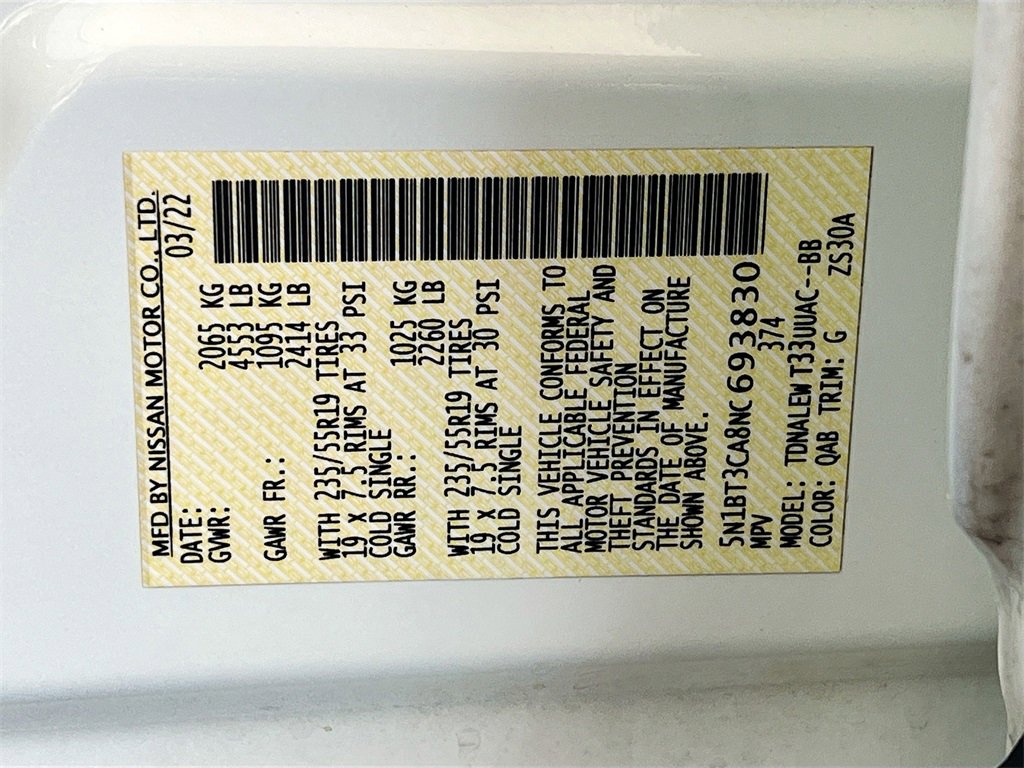 MFD BY NISSAN MOTOR CO., LTD.
DATE: 03/22
GVWR: 2065 KG
4553 LB
GAWR FR.: 1095 KG
2414 LB
WITH 235/55R19 TIRES
19 X 7.5 RIMS AT 33 PSI
COLD SINGLE
GAWR RR.: 1025 KG
2260 LB
WITH 235/55R19 TIRES
19 X 7.5 RIMS AT 30 PSI
COLD SINGLE
THIS VEHICLE CONFORMS TO
ALL APPLICABLE FEDERAL
MOTOR VEHICLE SAFETY AND
THEFT PREVENTION
STANDARDS IN EFFECT ON
THE DATE OF MANUFACTURE
SHOWN ABOVE.
5N1BT3CA8NC693830
MPV 374
MODEL: TDNALEW T33UUAC--BB
COLOR: QAB TRIM: G ZS30A